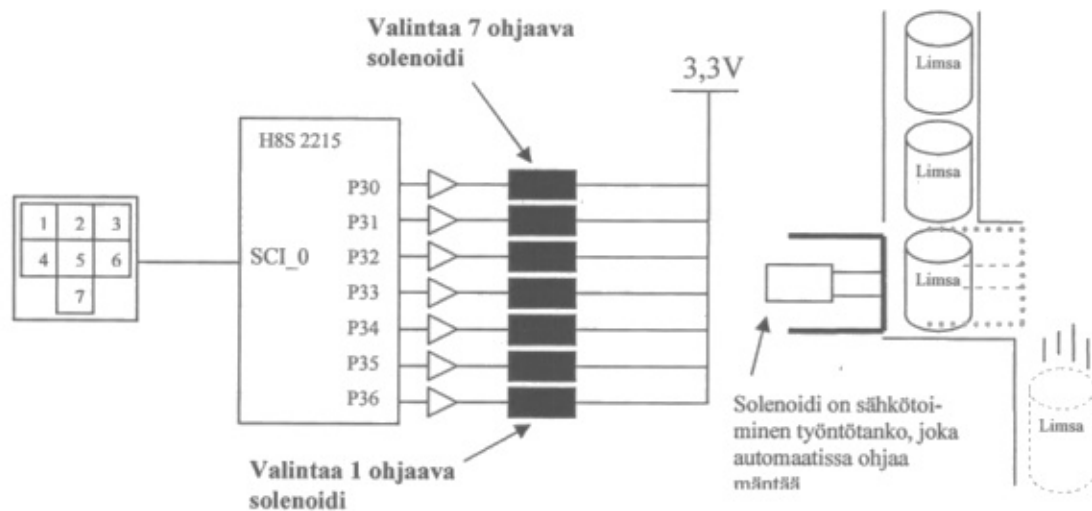 Valintaa 7 ohjaava
solenoidi
3,3V
H8S 2215
P30
P31
P32
P33
P34
P35
P36
SCI_0
1 2 3
4 5 6
7
Valintaa 1 ohjaava
solenoidi
Limsa
Limsa
Limsa
Limsa
Solenoidi on sähkötoi-
minen työntötanko, joka
automaatissa ohjaa
mäntää